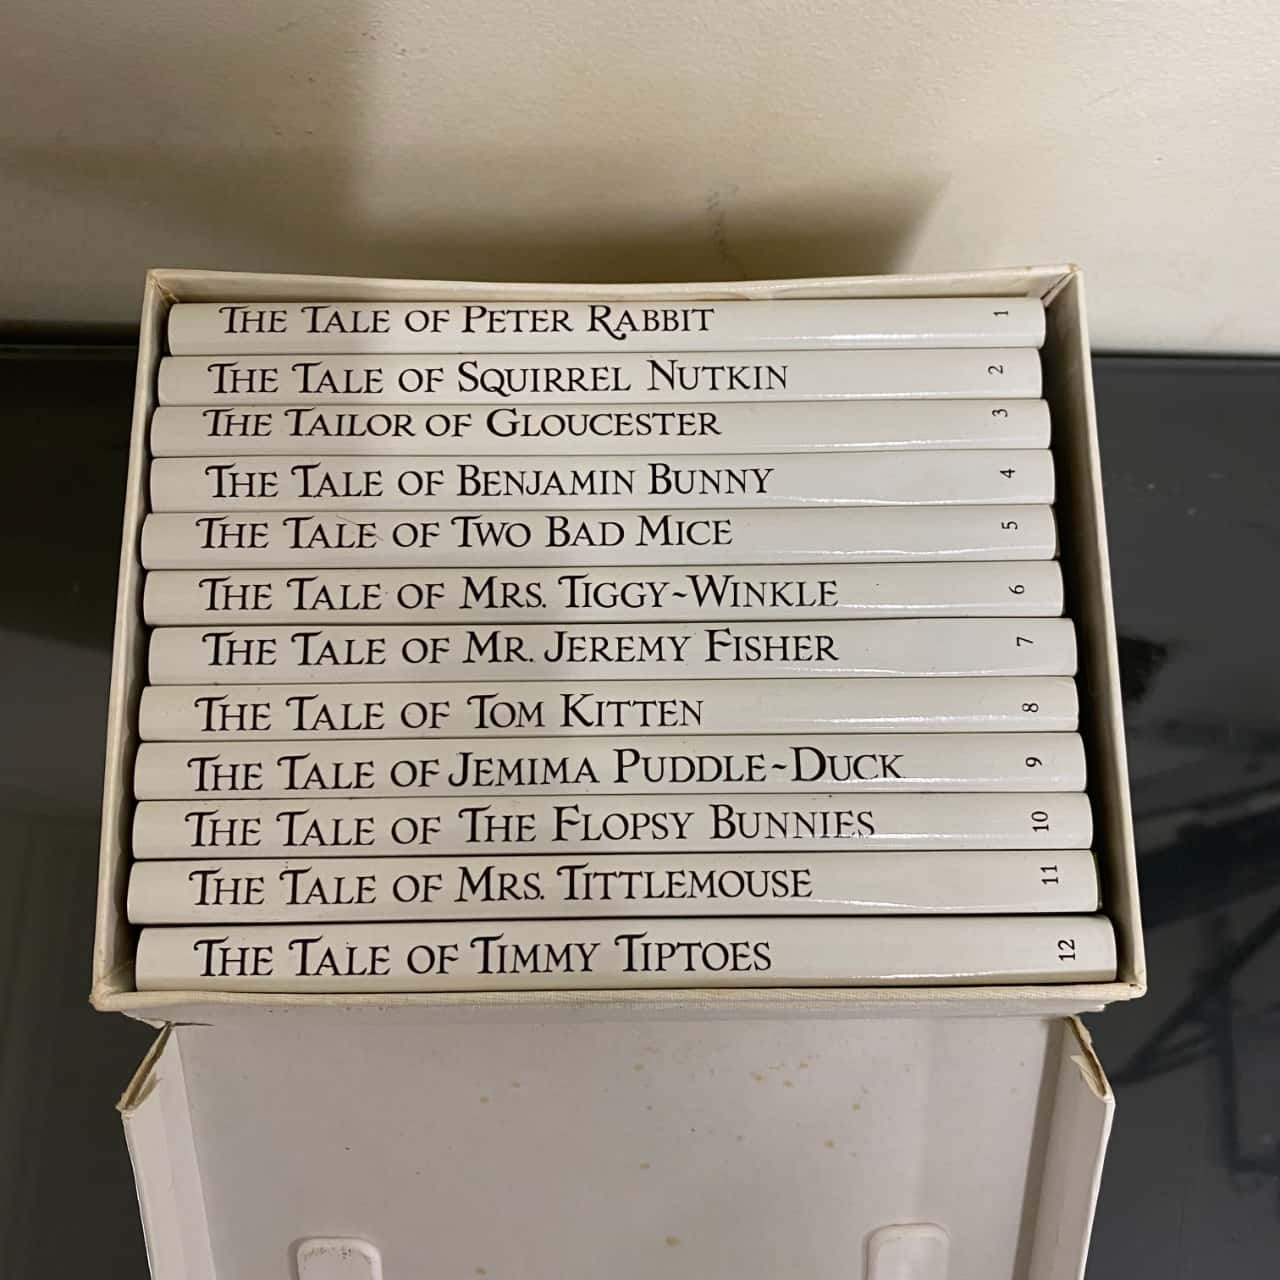 The Tale of Peter Rabbit 1
The Tale of Squirrel Nutkin 2
The Tailor of Gloucester 3
The Tale of Benjamin Bunny 4
The Tale of Two Bad Mice 5
The Tale of Mrs. Tiggy~Winkle 6
The Tale of Mr. Jeremy Fisher 7
The Tale of Tom Kitten 8
The Tale of Jemima Puddle~Duck 9
The Tale of The Flopsy Bunnies 10
The Tale of Mrs. Tittlemouse 11
The Tale of Timmy Tiptoes 12